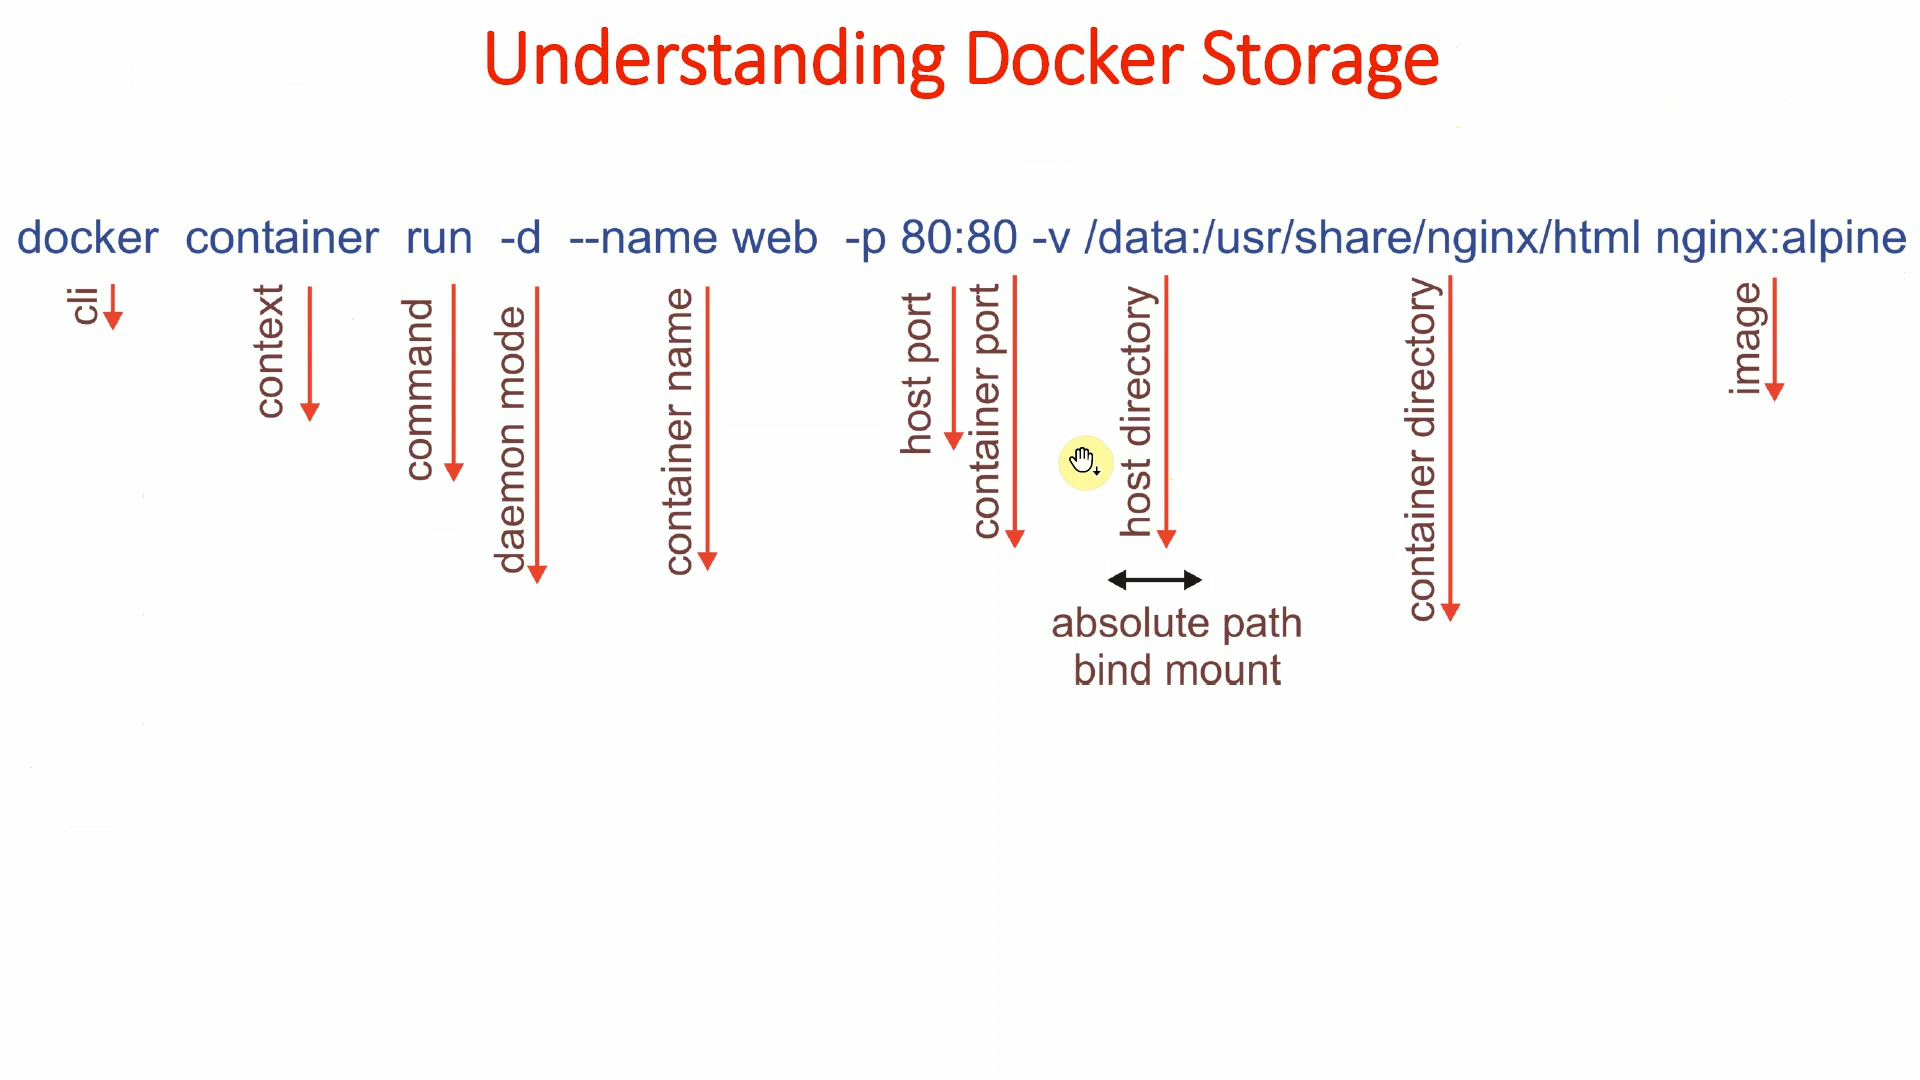 Understanding Docker Storage
docker container run -d --name web -p 80:80 -v /data:/usr/share/nginx/html nginx:alpine
cli
context
command
daemon mode
container name
host port
container port
host directory
container directory
image
absolute path
bind mount